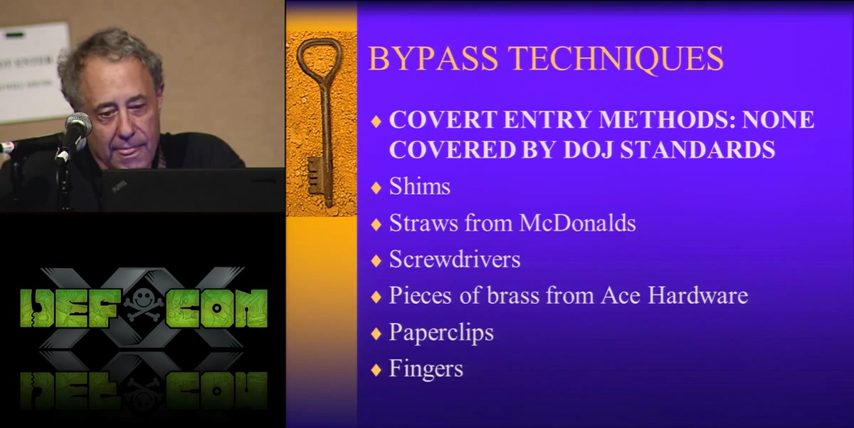 BYPASS TECHNIQUES
COVERT ENTRY METHODS: NONE
COVERED BY DOJ STANDARDS
Shims
Straws from McDonalds
Screwdrivers
Pieces of brass from Ace Hardware
Paperclips
Fingers
DEF CON
XX